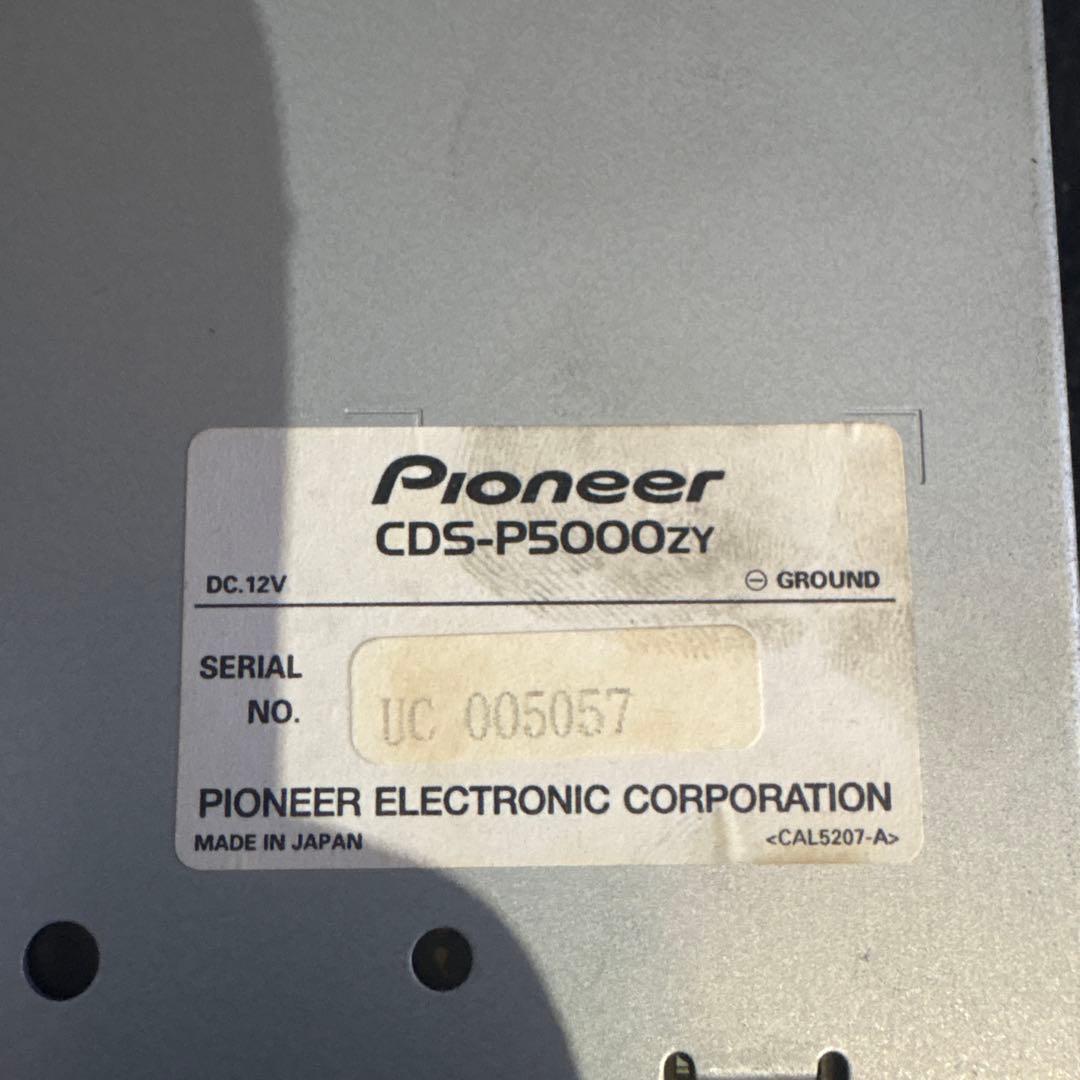 Pioneer
CDS-P5000ZY
DC.12V ⊖ GROUND
SERIAL NO. UC 005057
PIONEER ELECTRONIC CORPORATION
MADE IN JAPAN <CAL5207-A>